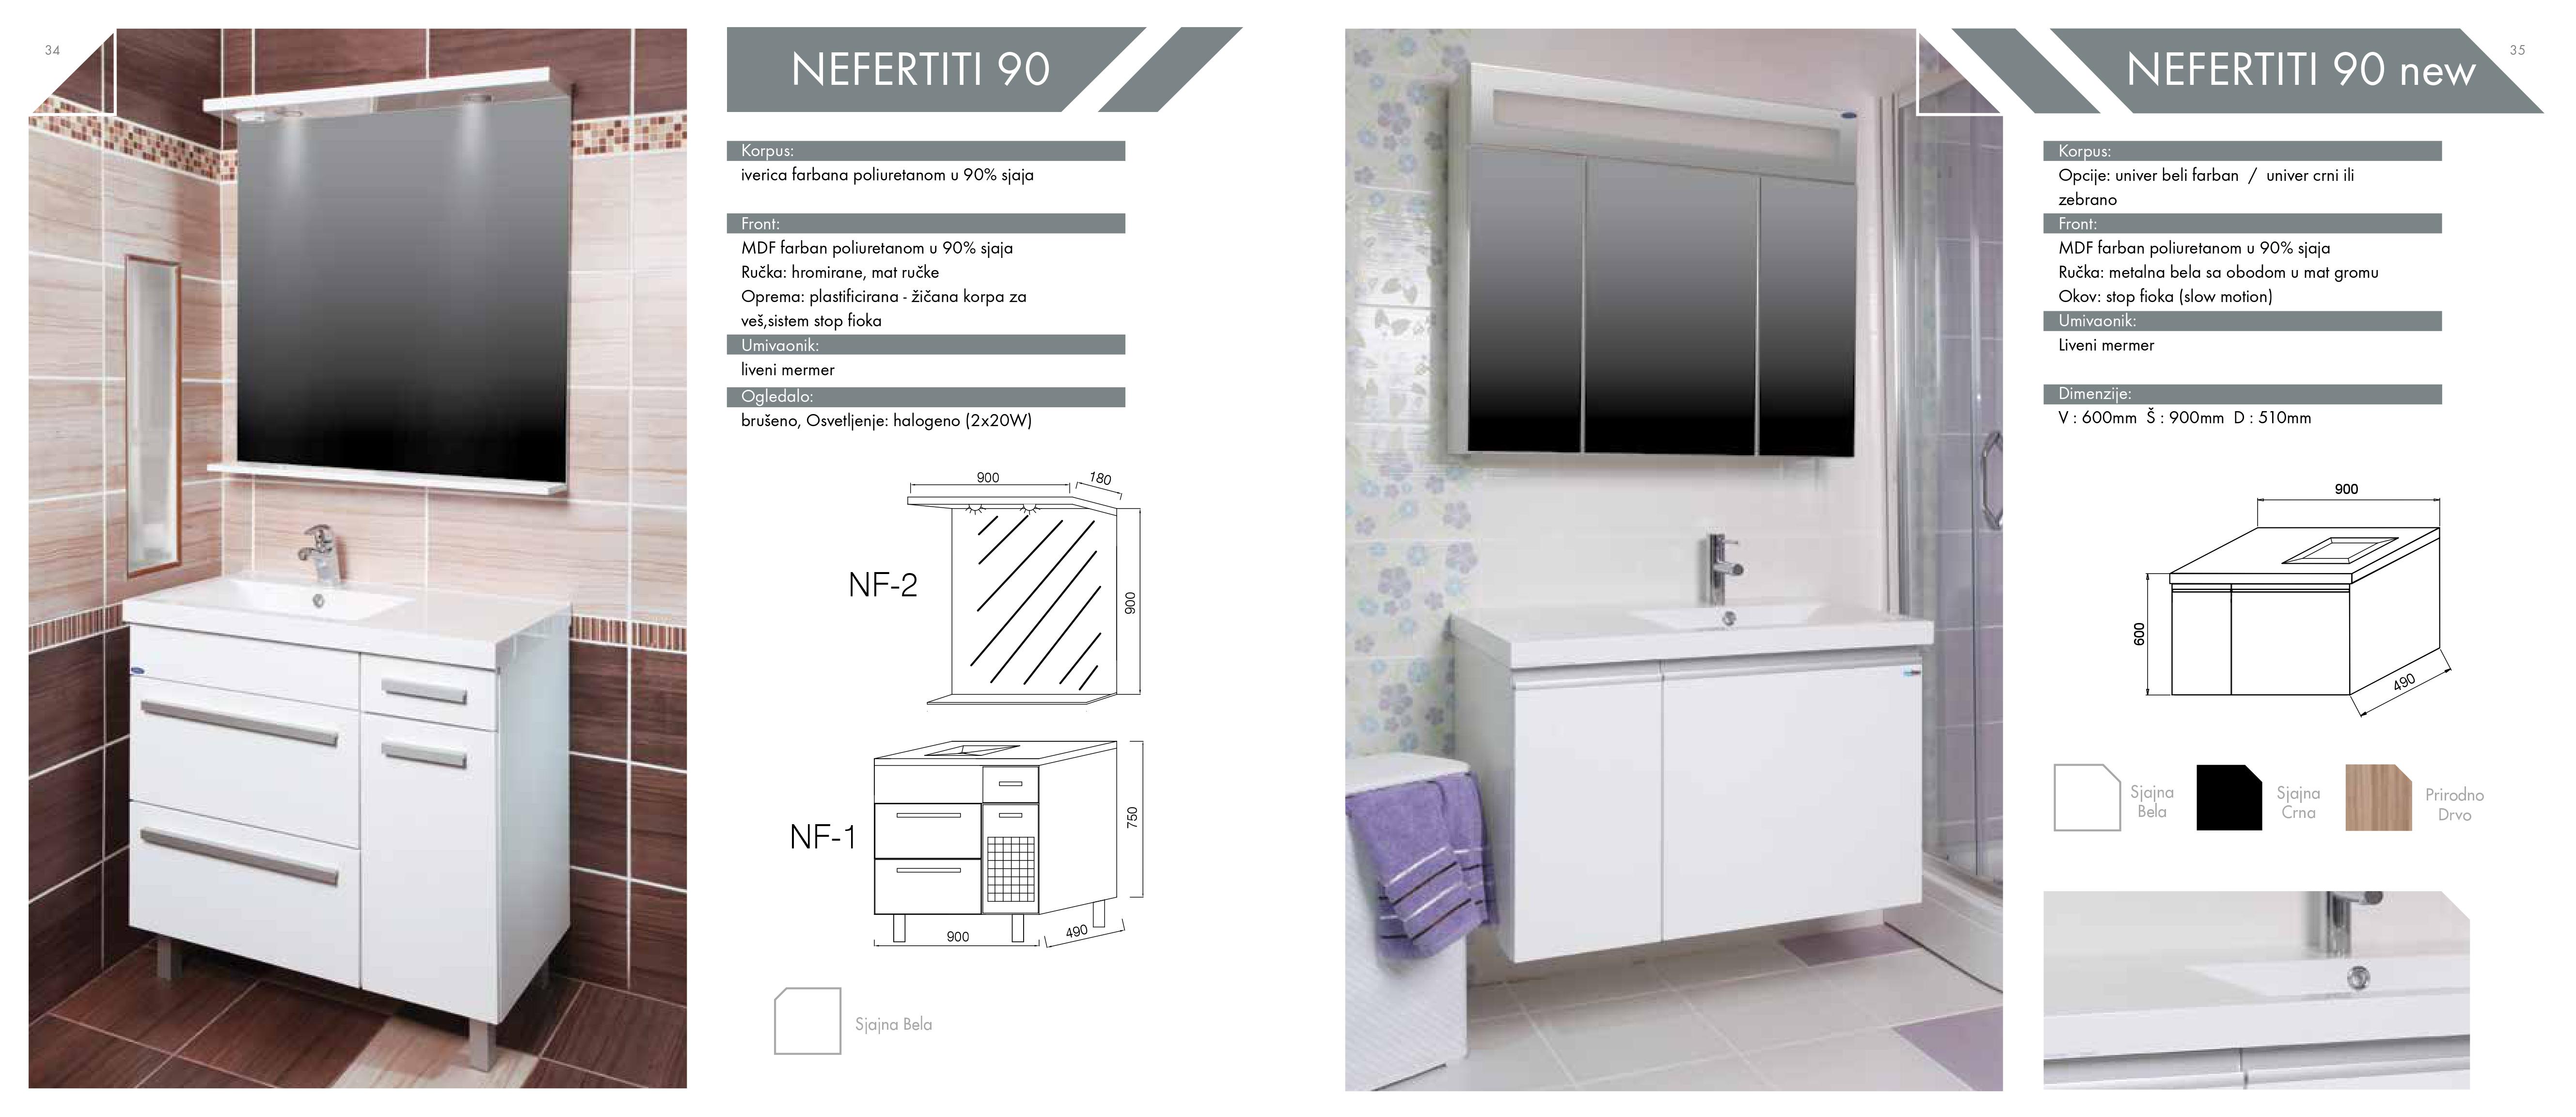 34
NEFERTITI 90
Korpus:
iverica farbana poliuretanom u 90% sjaja
Front:
MDF farban poliuretanom u 90% sjaja
Ručka: hromirane, mat ručke
Oprema: plastificirana - žičana korpa za
veš,sistem stop fioka
Umivaonik:
liveni mermer
Ogledalo:
brušeno, Osvetljenje: halogeno (2x20W)
900
180
NF-2
900
NF-1
750
900
490
Sjajna Bela
NEFERTITI 90 new
35
Korpus:
Opcije: univer beli farban / univer crni ili
zebrano
Front:
MDF farban poliuretanom u 90% sjaja
Ručka: metalna bela sa obodom u mat gromu
Okov: stop fioka (slow motion)
Umivaonik:
Liveni mermer
Dimenzije:
V : 600mm Š : 900mm D : 510mm
900
600
490
Sjajna
Bela
Sjajna
Crna
Prirodno
Drvo